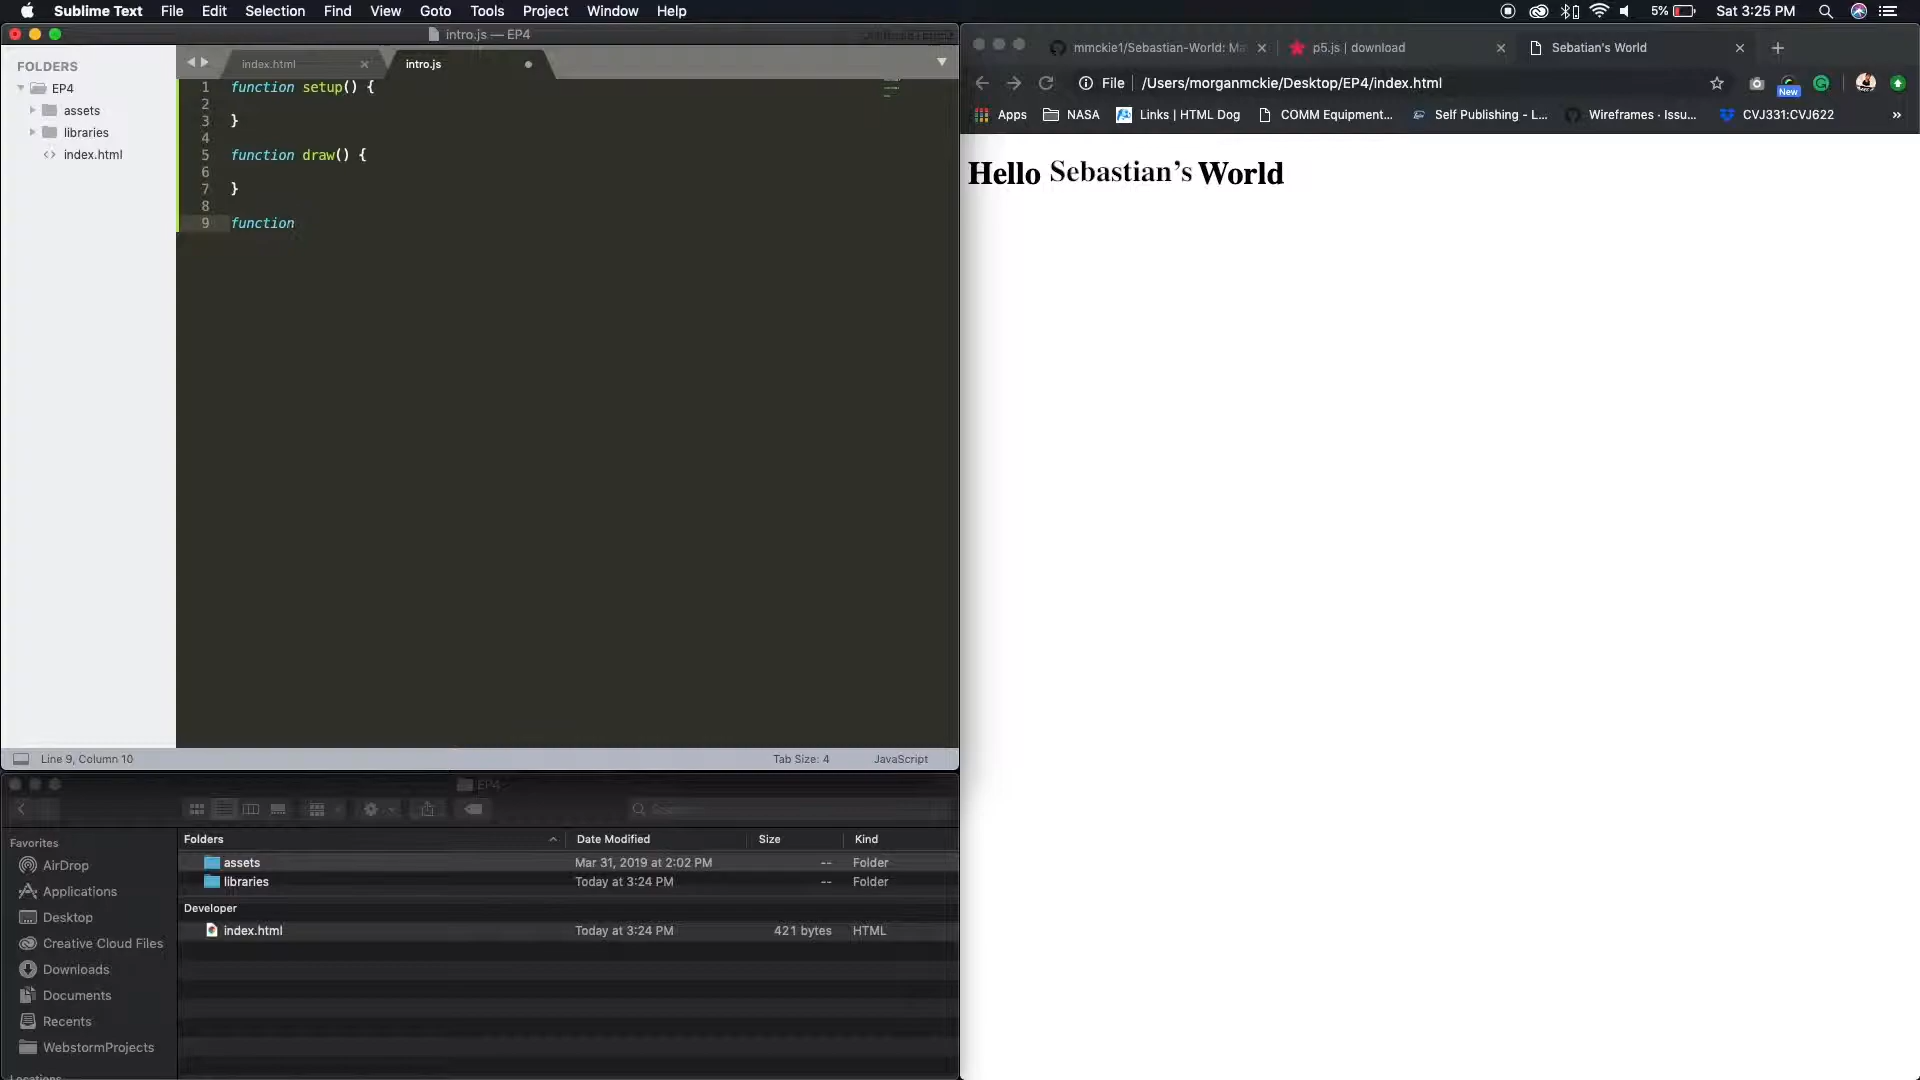 Sublime Text File Edit Selection Find View Goto Tools Project Window Help 5% Sat 3:25 PM
intro.js — EP4
FOLDERS
EP4
assets
libraries
index.html
index.html intro.js
1 function setup() {
2
3 }
4
5 function draw() {
6
7 }
8
9 function
Line 9, Column 10 Tab Size: 4 JavaScript
EP4
Favorites
AirDrop
Applications
Desktop
Creative Cloud Files
Downloads
Documents
Recents
WebstormProjects
Locations
Folders Date Modified Size Kind
assets Mar 31, 2019 at 2:02 PM -- Folder
libraries Today at 3:24 PM -- Folder
Developer
index.html Today at 3:24 PM 421 bytes HTML
mmckie1/Sebastian-World: Ma p5.js | download Sebatian's World
File /Users/morganmckie/Desktop/EP4/index.html New
Apps NASA Links | HTML Dog COMM Equipment... Self Publishing - L... Wireframes · Issu... CVJ331:CVJ622 »
Hello Sebastian's World